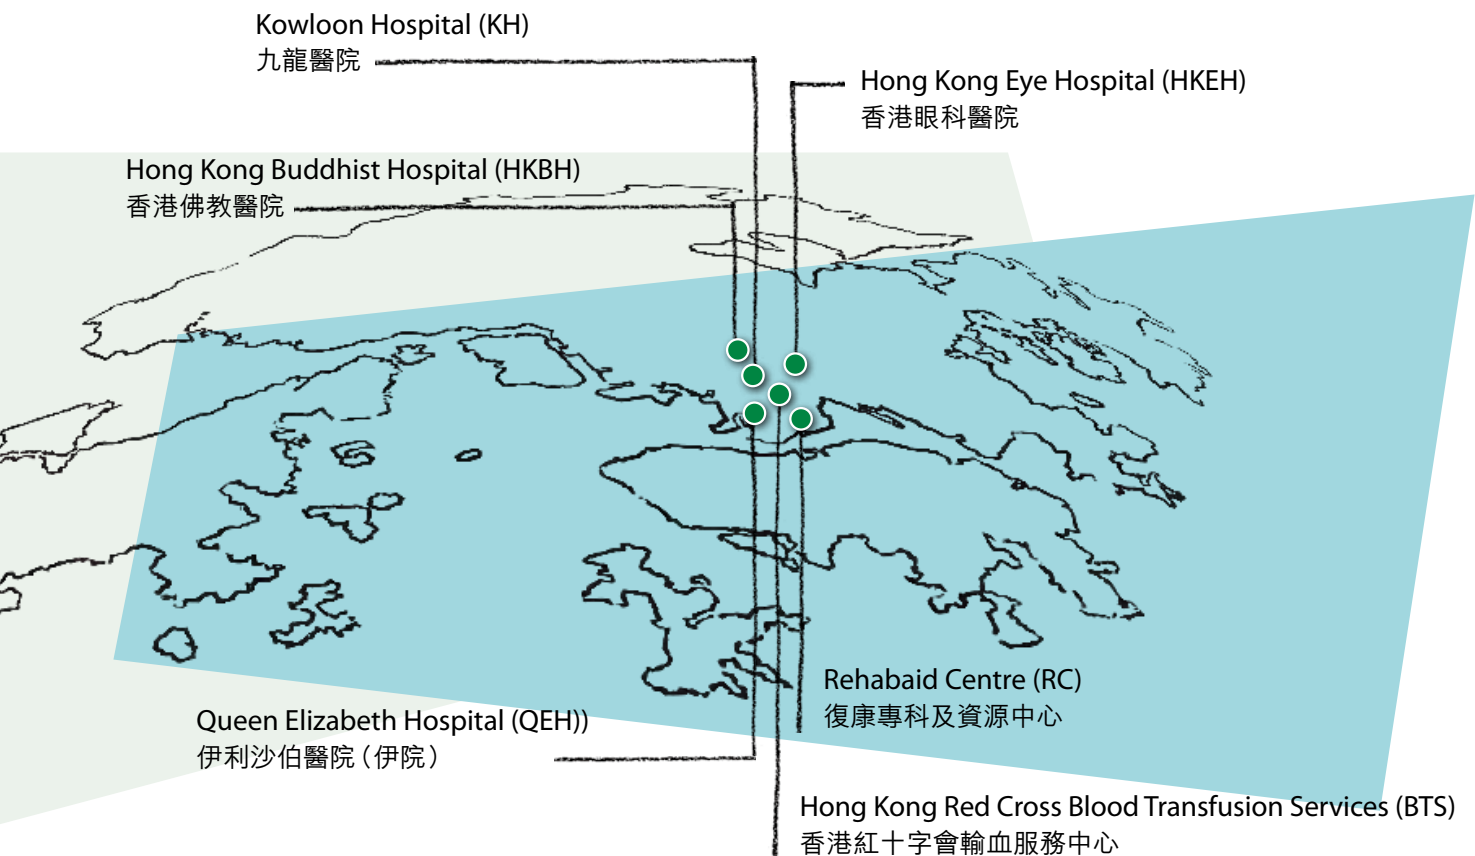 Kowloon Hospital (KH)
九龍醫院
Hong Kong Eye Hospital (HKEH)
香港眼科醫院
Hong Kong Buddhist Hospital (HKBH)
香港佛教醫院
Rehabaid Centre (RC)
復康專科及資源中心
Queen Elizabeth Hospital (QEH))
伊利沙伯醫院（伊院）
Hong Kong Red Cross Blood Transfusion Services (BTS)
香港紅十字會輸血服務中心